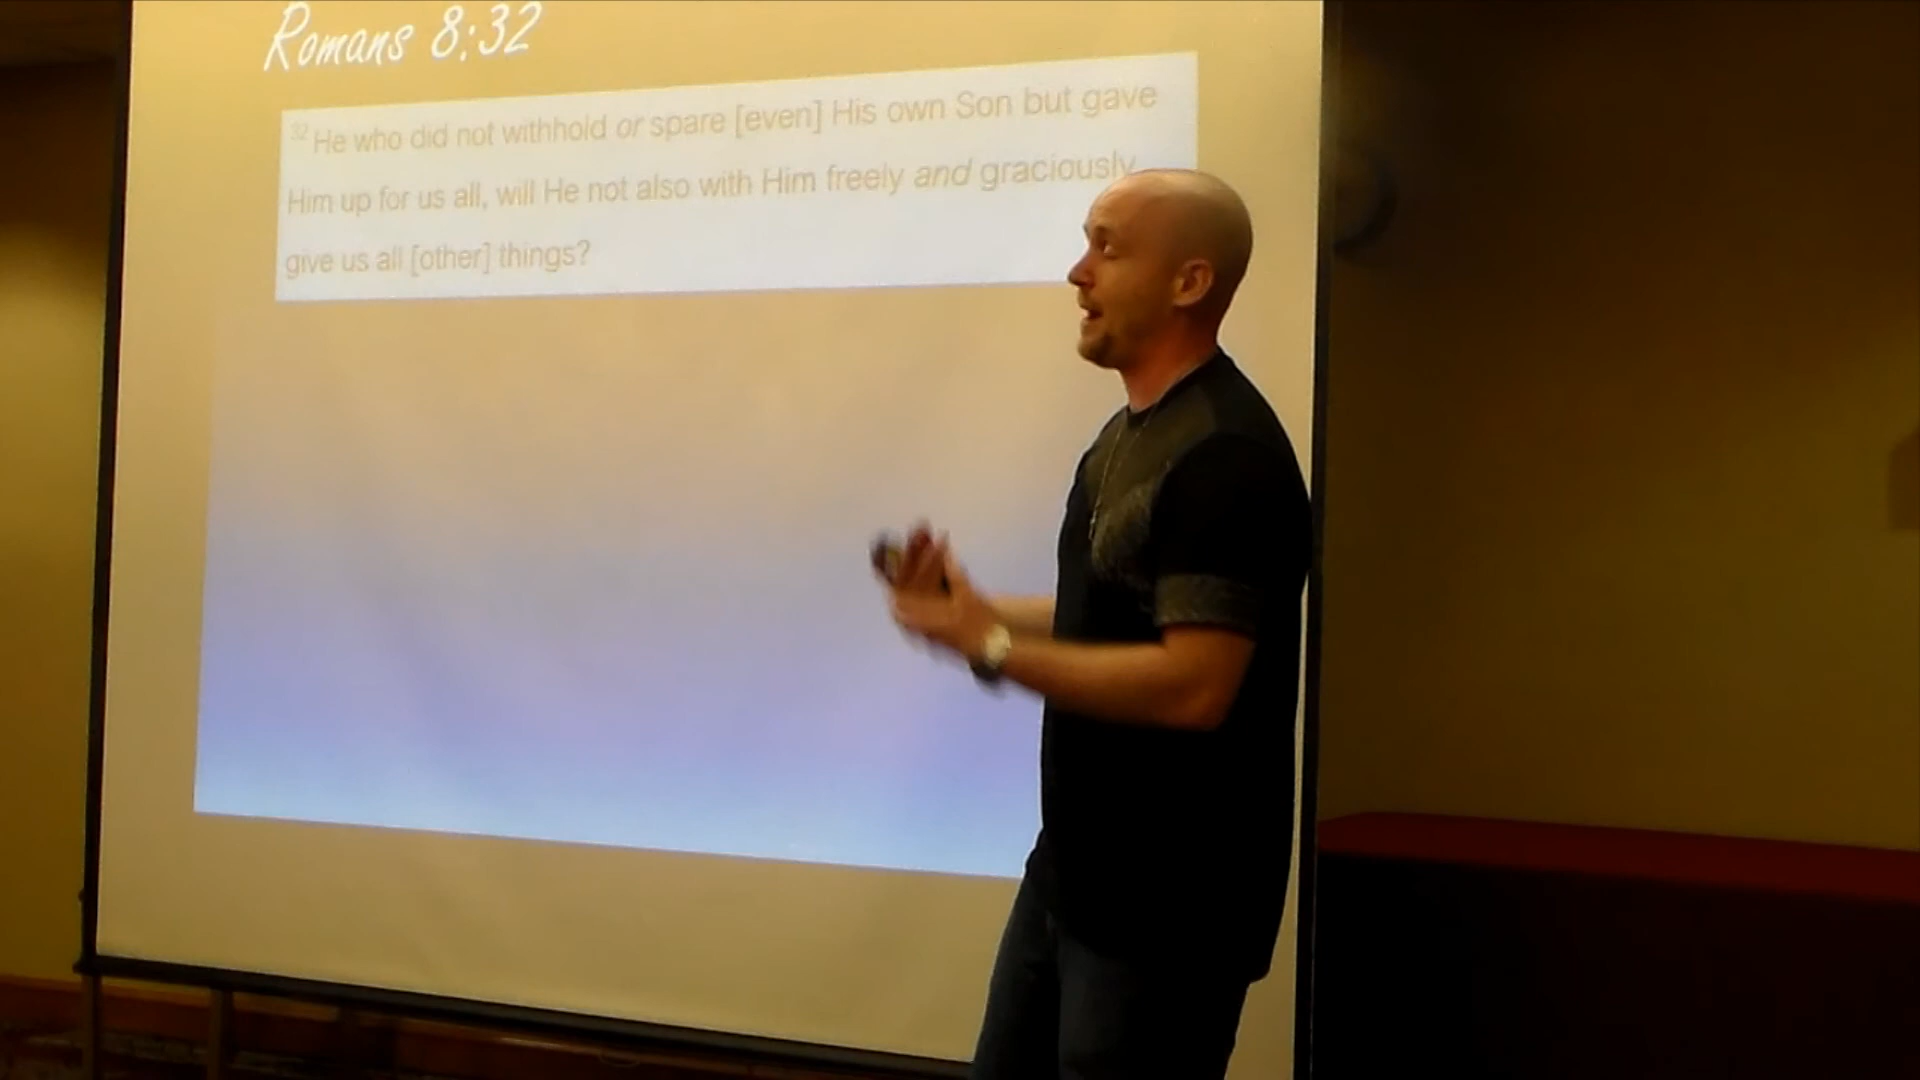 Romans 8:32
32 He who did not withhold or spare [even] His own Son but gave
Him up for us all, will He not also with Him freely and graciously
give us all [other] things?